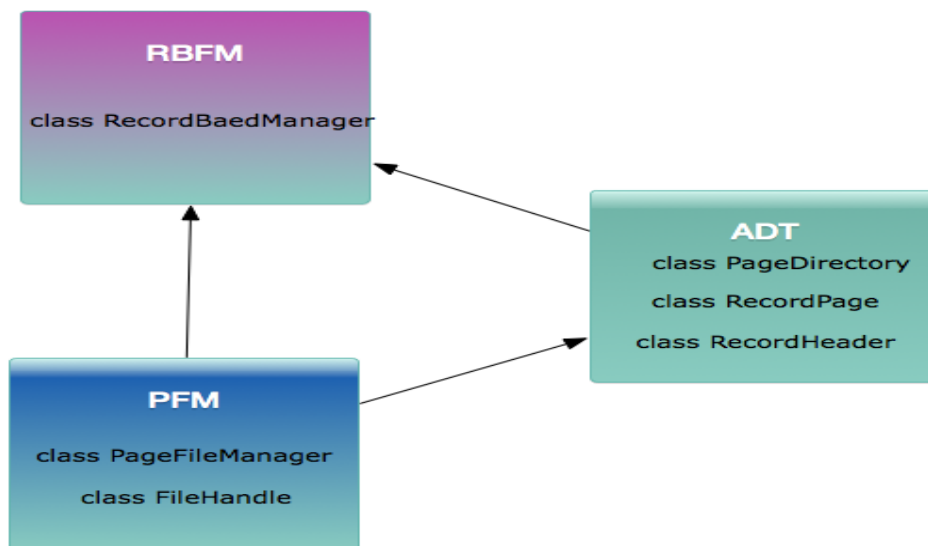 RBFM
class RecordBaedManager
ADT
class PageDirectory
class RecordPage
class RecordHeader
PFM
class PageFileManager
class FileHandle